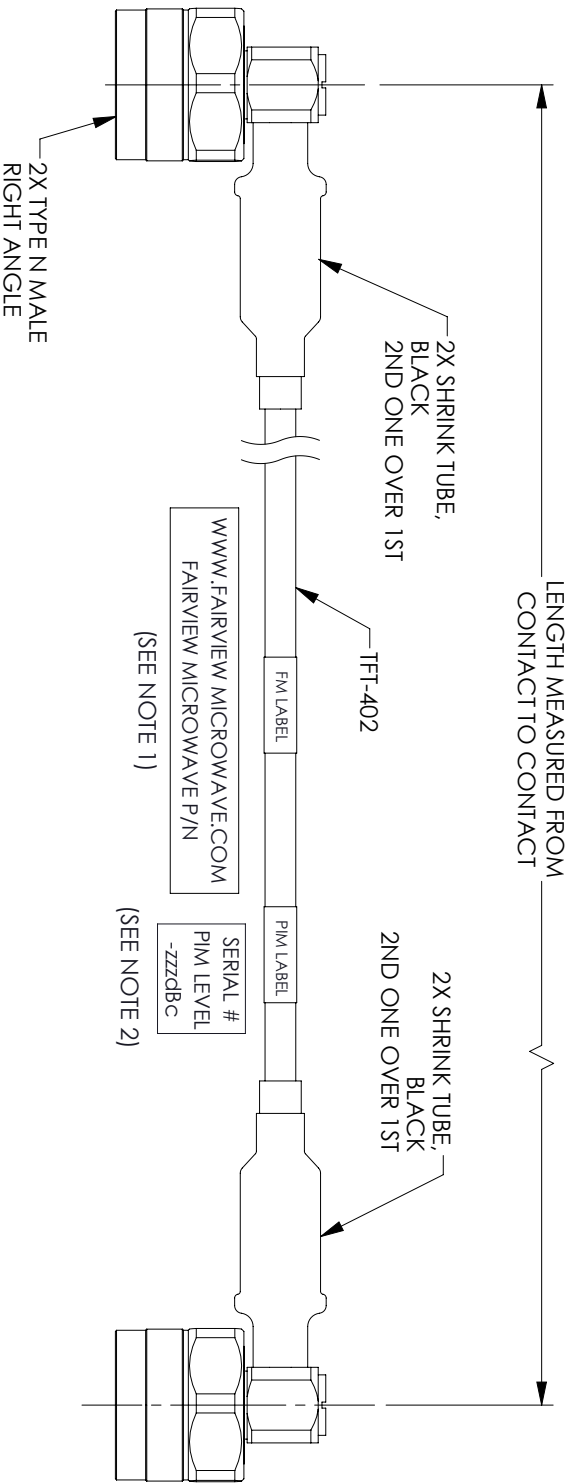 LENGTH MEASURED FROM
CONTACT TO CONTACT
2X SHRINK TUBE,
BLACK
2ND ONE OVER 1ST
2X SHRINK TUBE,
BLACK
2ND ONE OVER 1ST
TFT-402
FM LABEL
PIM LABEL
2X TYPE N MALE
RIGHT ANGLE
WWW.FAIRVIEW MICROWAVE.COM
FAIRVIEW MICROWAVE P/N
(SEE NOTE 1)
SERIAL #
PIM LEVEL
-zzzdBc
(SEE NOTE 2)